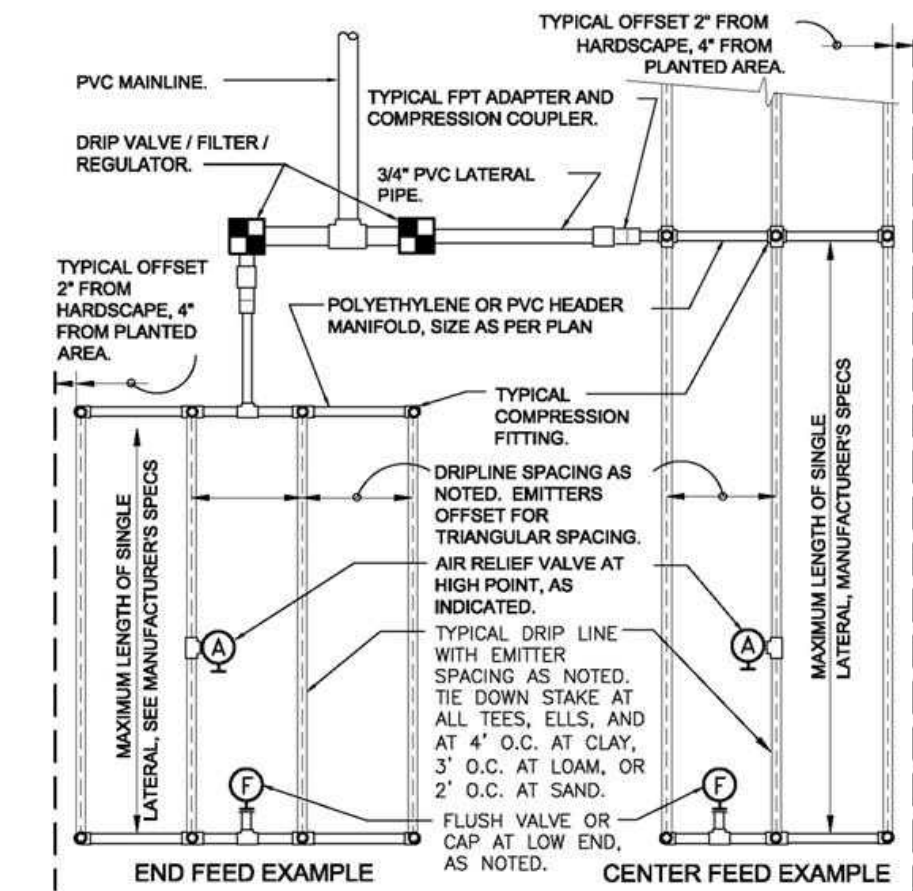 TYPICAL OFFSET 2" FROM
HARDSCAPE, 4" FROM
PLANTED AREA.
PVC MAINLINE.
TYPICAL FPT ADAPTER AND
COMPRESSION COUPLER.
DRIP VALVE / FILTER /
REGULATOR.
3/4" PVC LATERAL
PIPE.
TYPICAL OFFSET
2" FROM
HARDSCAPE, 4"
FROM PLANTED
AREA.
POLYETHYLENE OR PVC HEADER
MANIFOLD, SIZE AS PER PLAN
TYPICAL
COMPRESSION
FITTING.
MAXIMUM LENGTH OF SINGLE
LATERAL, SEE MANUFACTURER'S SPECS
DRIPLINE SPACING AS
NOTED. EMITTERS
OFFSET FOR
TRIANGULAR SPACING.
MAXIMUM LENGTH OF SINGLE
LATERAL, MANUFACTURER'S SPECS
AIR RELIEF VALVE AT
HIGH POINT, AS
INDICATED.
A
A
TYPICAL DRIP LINE
WITH EMITTER
SPACING AS NOTED.
TIE DOWN STAKE AT
ALL TEES, ELLS, AND
AT 4' O.C. AT CLAY,
3' O.C. AT LOAM, OR
2' O.C. AT SAND.
F
F
FLUSH VALVE OR
CAP AT LOW END,
AS NOTED.
END FEED EXAMPLE
CENTER FEED EXAMPLE